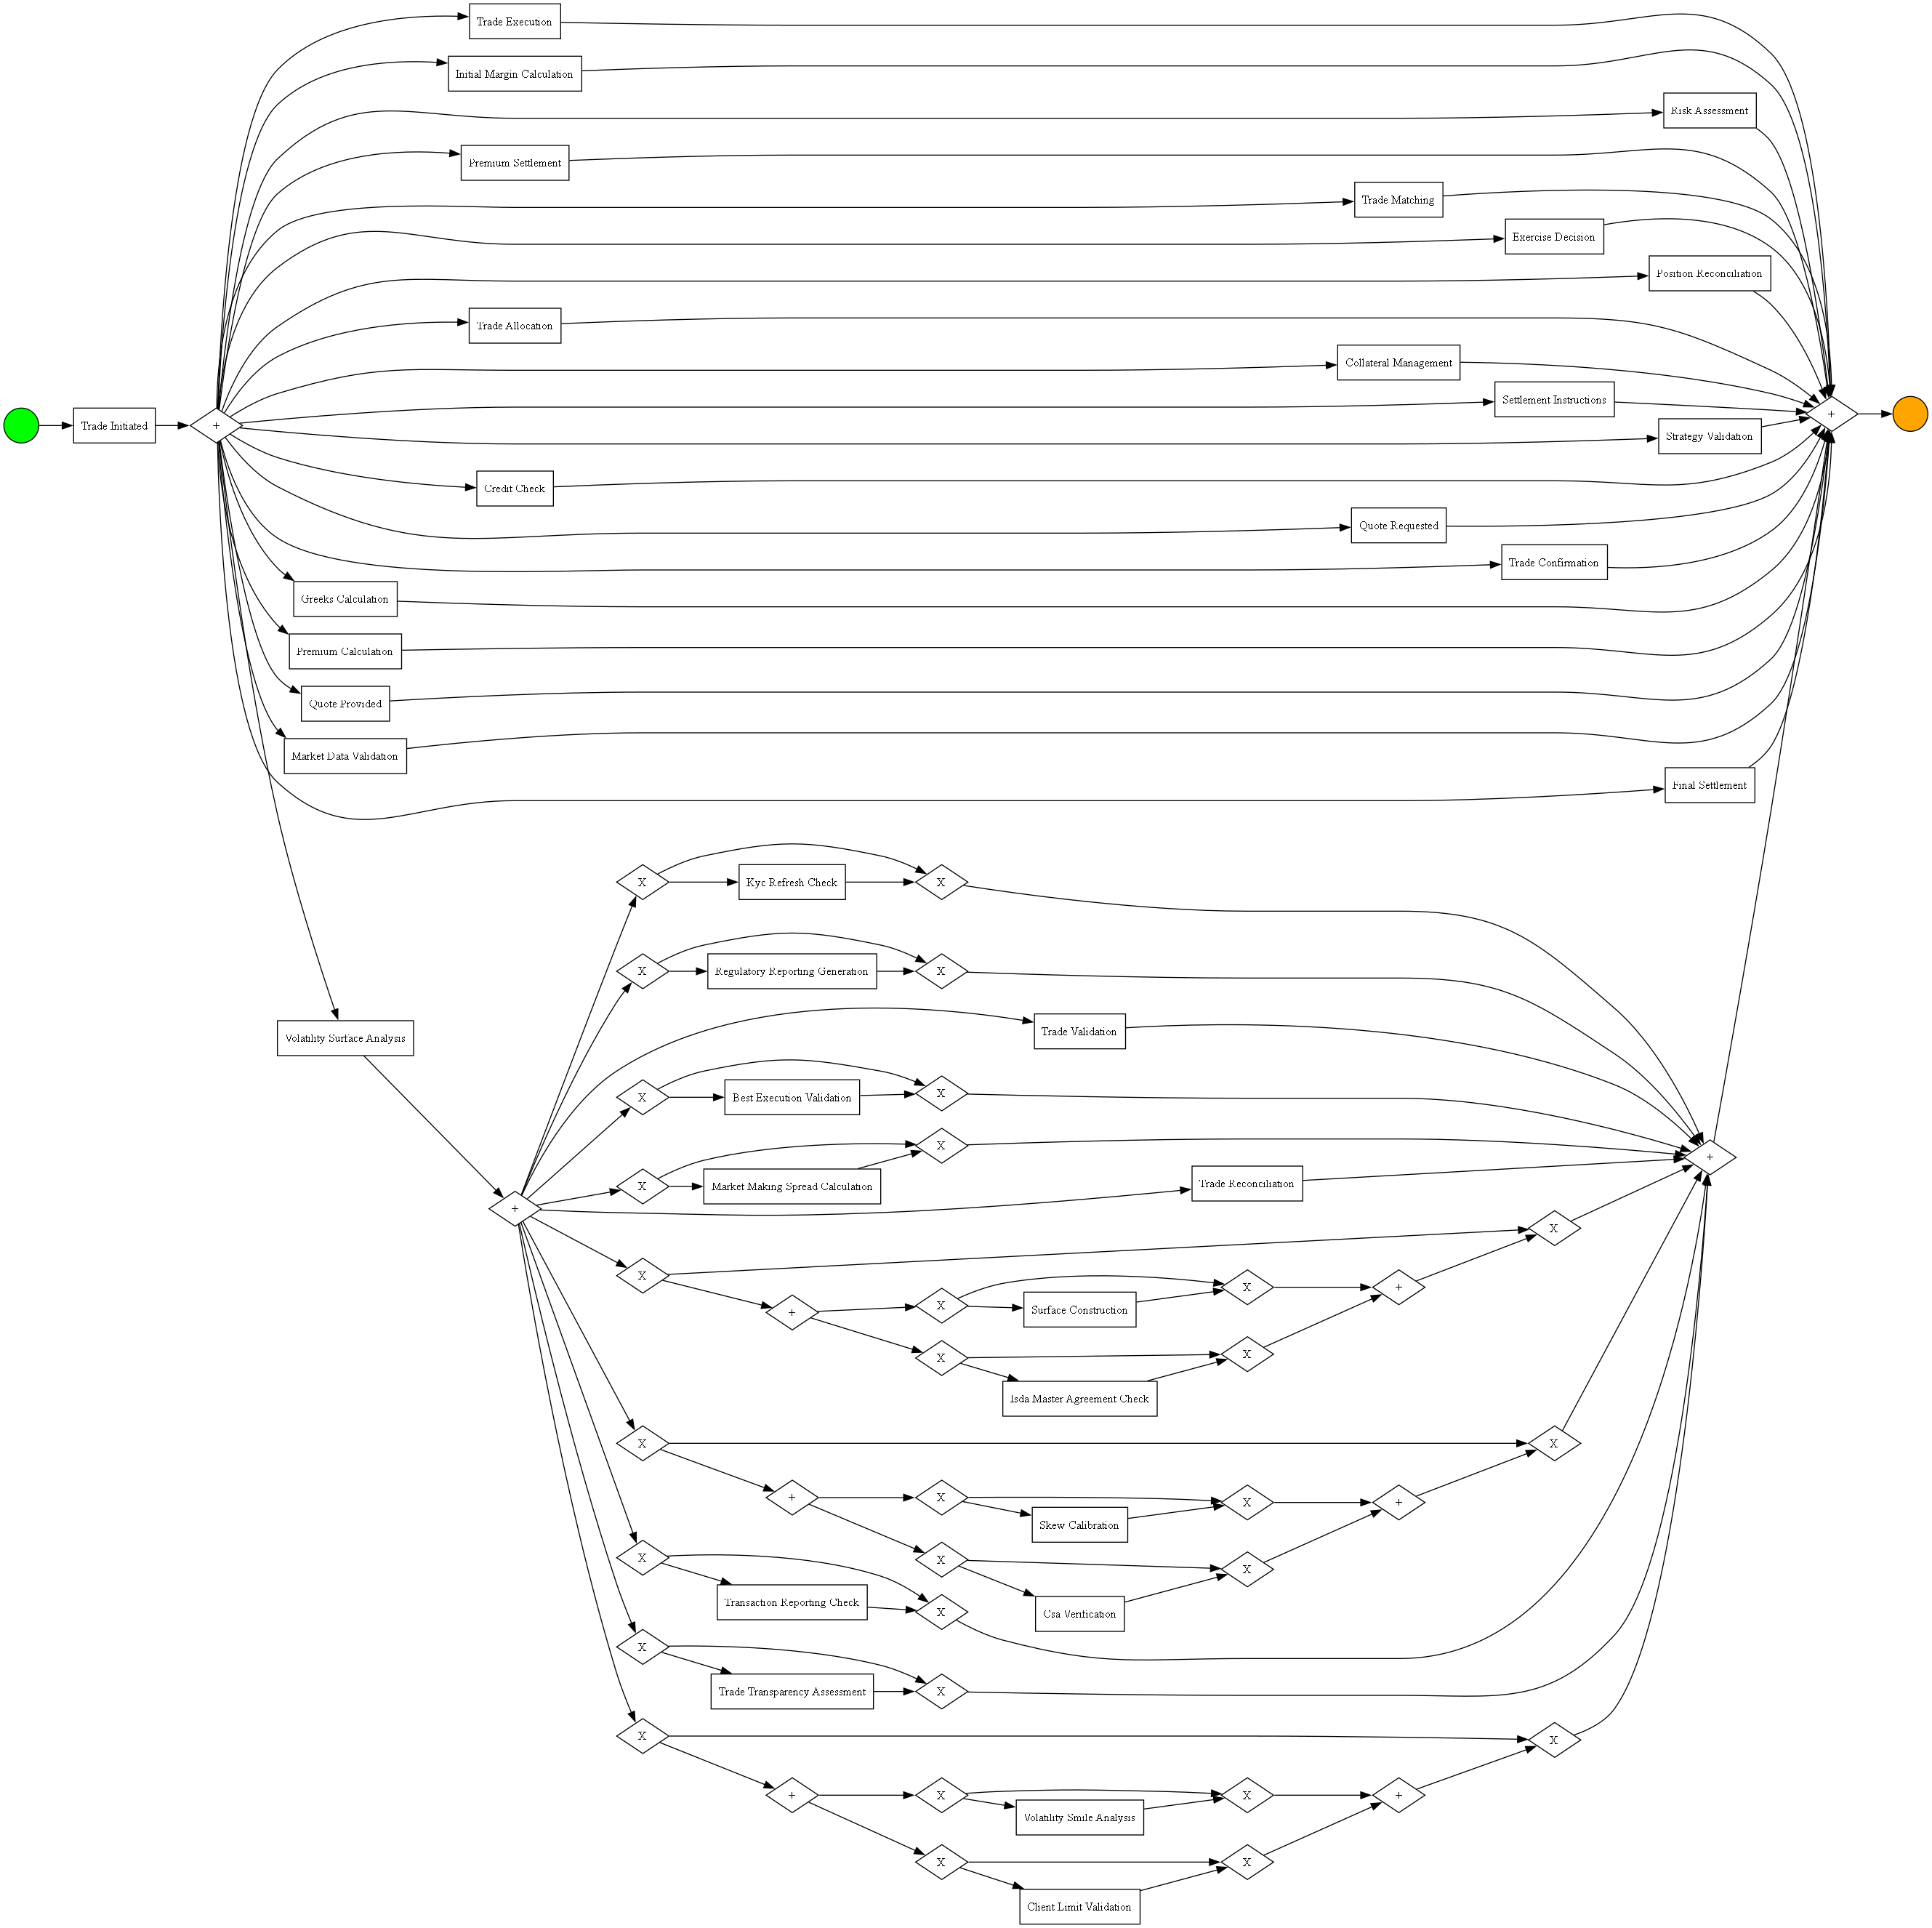 Trade Execution
Initial Margin Calculation
Risk Assessment
Premium Settlement
Trade Matching
Exercise Decision
Position Reconciliation
Trade Allocation
Collateral Management
Settlement Instructions
Trade Initiated
+
+
Strategy Validation
Credit Check
Quote Requested
Trade Confirmation
Greeks Calculation
Premium Calculation
Quote Provided
Market Data Validation
Final Settlement
X
Kyc Refresh Check
X
X
Regulatory Reporting Generation
X
Trade Validation
Volatility Surface Analysis
X
Best Execution Validation
X
X
+
X
Market Making Spread Calculation
Trade Reconciliation
+
X
X
X
X
+
X
Surface Construction
+
X
X
Isda Master Agreement Check
X
X
+
X
X
+
Skew Calibration
X
X
X
Csa Verification
Transaction Reporting Check
X
X
Trade Transparency Assessment
X
X
X
+
X
X
+
Volatility Smile Analysis
X
X
Client Limit Validation